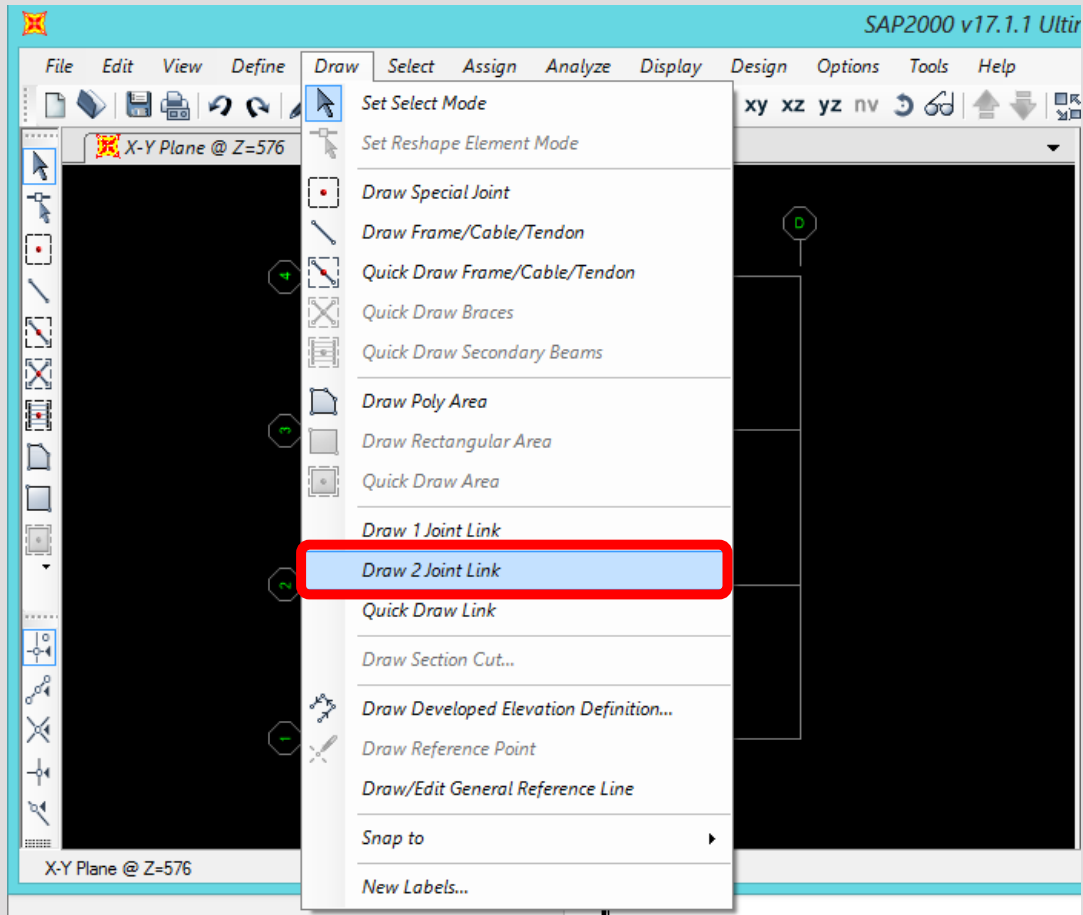 SAP2000 v17.1.1 Ultin
File Edit View Define Draw Select Assign Analyze Display Design Options Tools Help
xy xz yz nv
X-Y Plane @ Z=576
Set Select Mode
Set Reshape Element Mode
Draw Special Joint
Draw Frame/Cable/Tendon
Quick Draw Frame/Cable/Tendon
Quick Draw Braces
Quick Draw Secondary Beams
Draw Poly Area
Draw Rectangular Area
Quick Draw Area
Draw 1 Joint Link
Draw 2 Joint Link
Quick Draw Link
Draw Section Cut...
Draw Developed Elevation Definition...
Draw Reference Point
Draw/Edit General Reference Line
Snap to
New Labels...
D
4
3
2
1
X-Y Plane @ Z=576